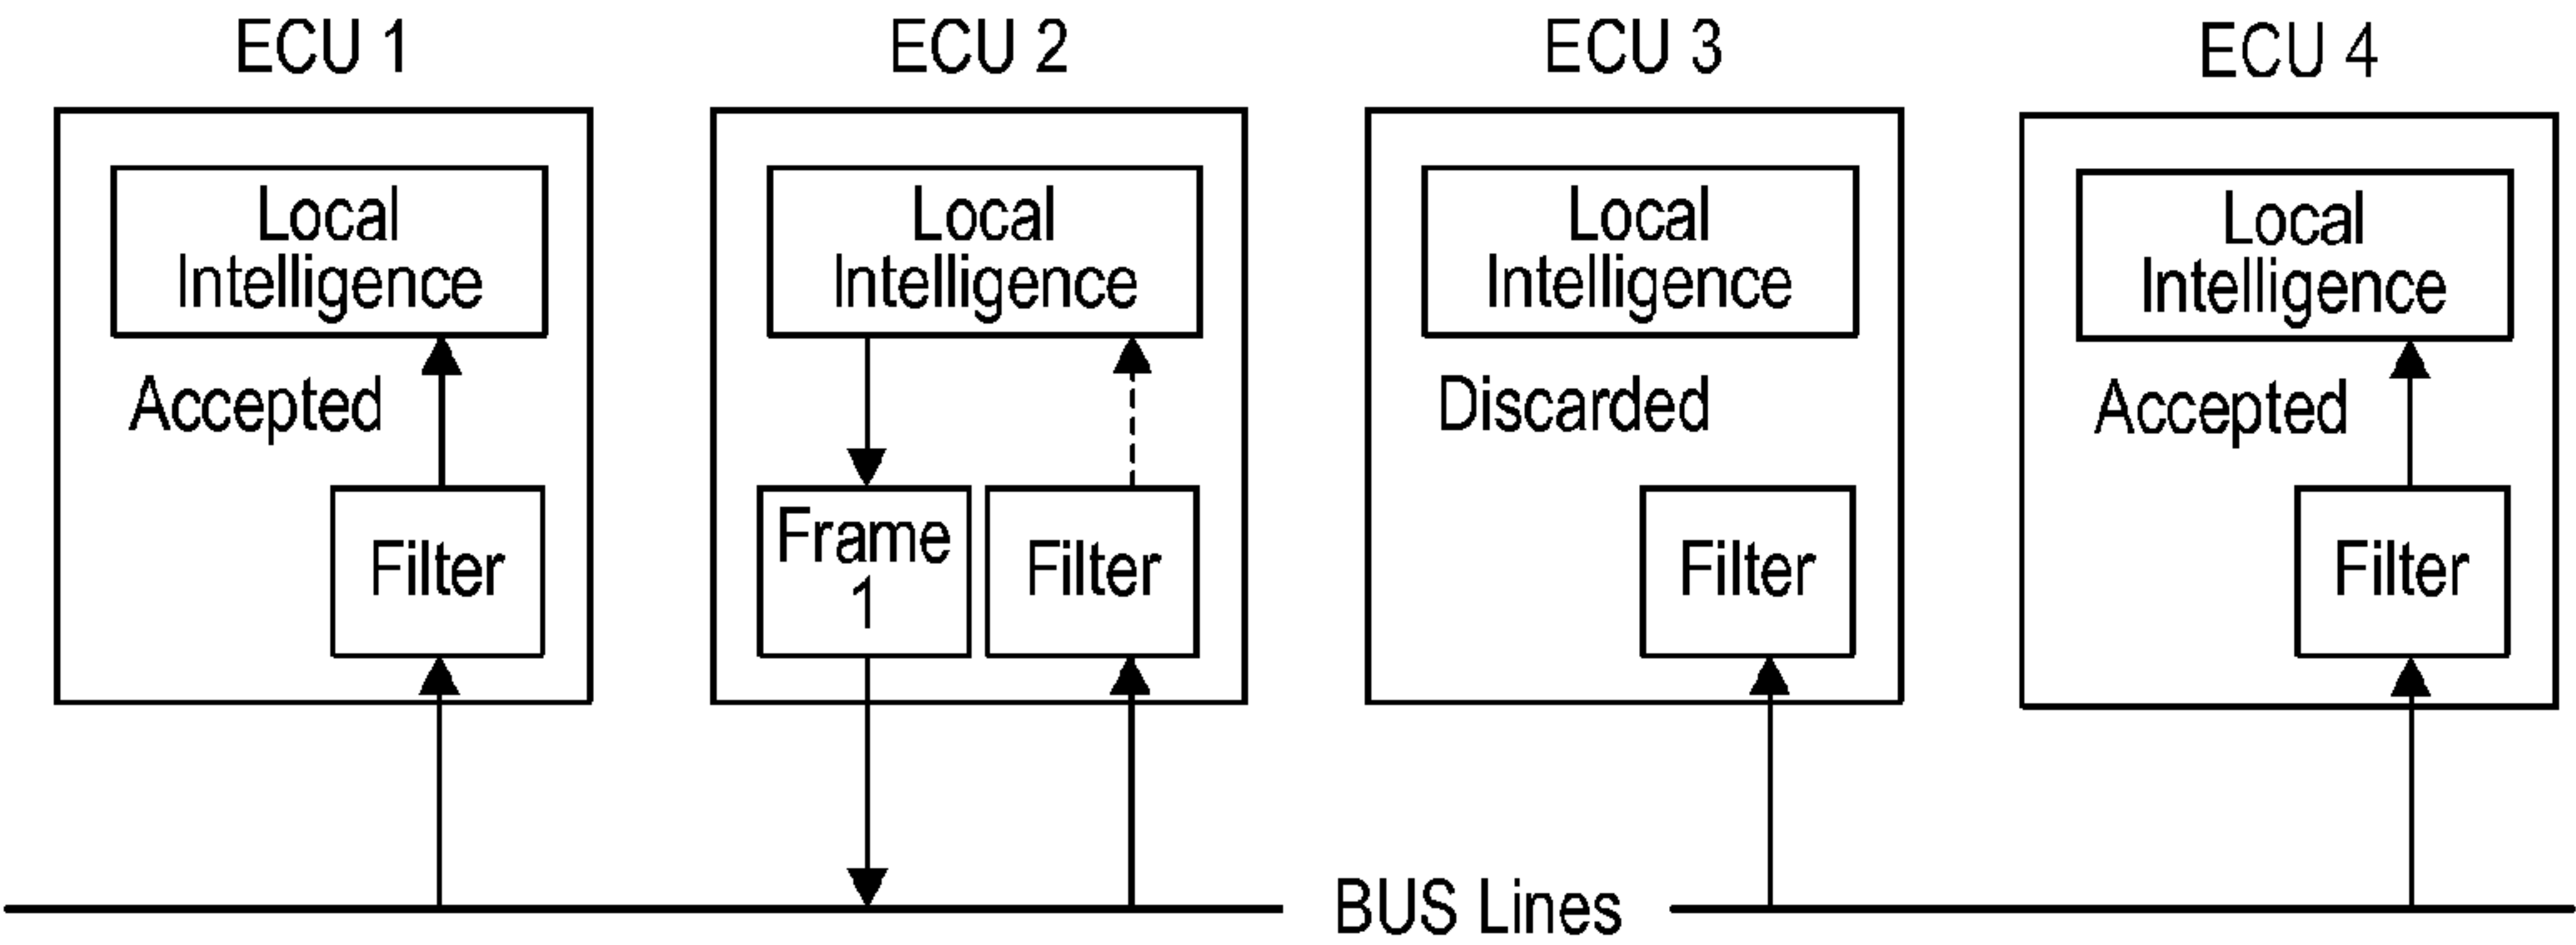 ECU 1
ECU 2
ECU 3
ECU 4
Local
Intelligence
Local
Intelligence
Local
Intelligence
Local
Intelligence
Accepted
Discarded
Accepted
Filter
Frame
1
Filter
Filter
Filter
BUS Lines